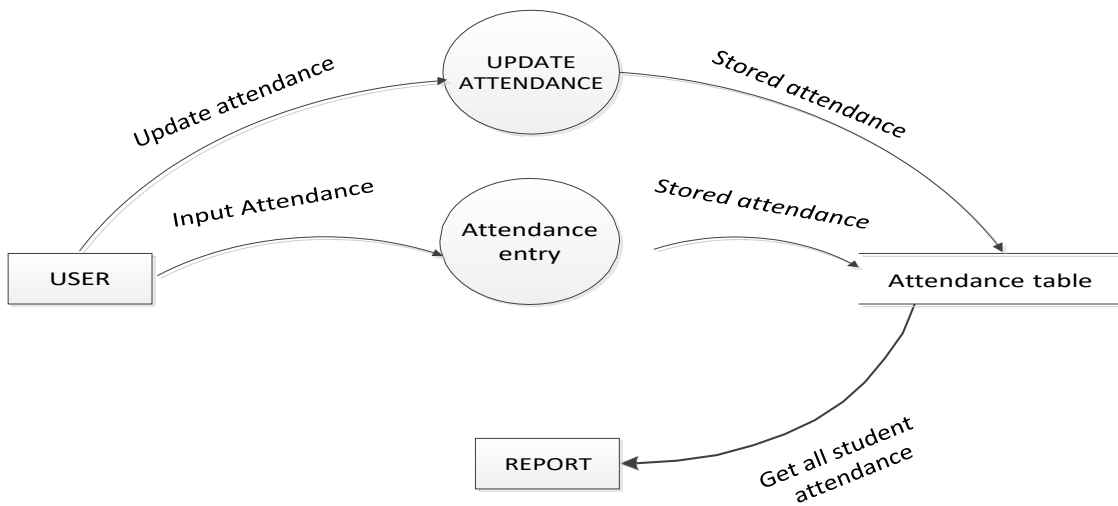 UPDATE
ATTENDANCE
Update attendance
Stored attendance
Input Attendance
Attendance
entry
Stored attendance
USER
Attendance table
REPORT
Get all student
attendance